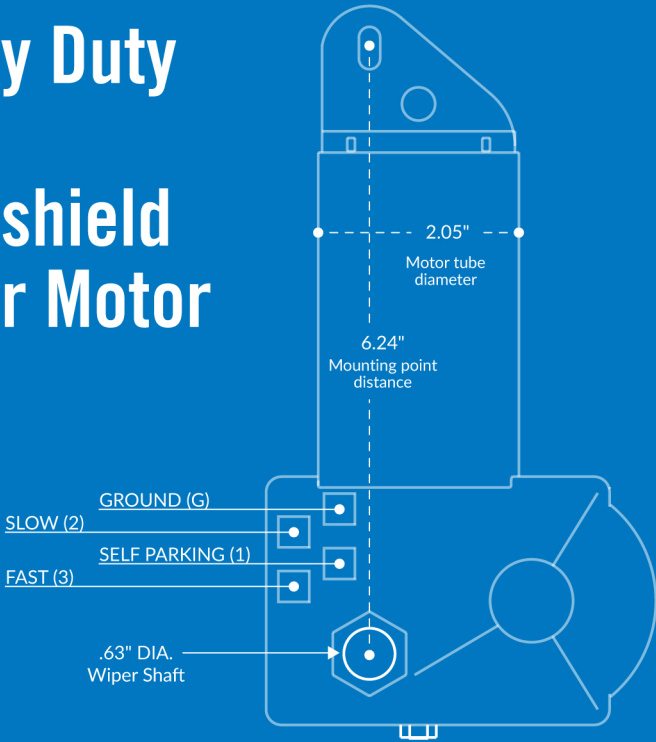 y Duty
shield
r Motor
2.05"
Motor tube
diameter
6.24"
Mounting point
distance
GROUND (G)
SLOW (2)
SELF PARKING (1)
FAST (3)
.63" DIA.
Wiper Shaft